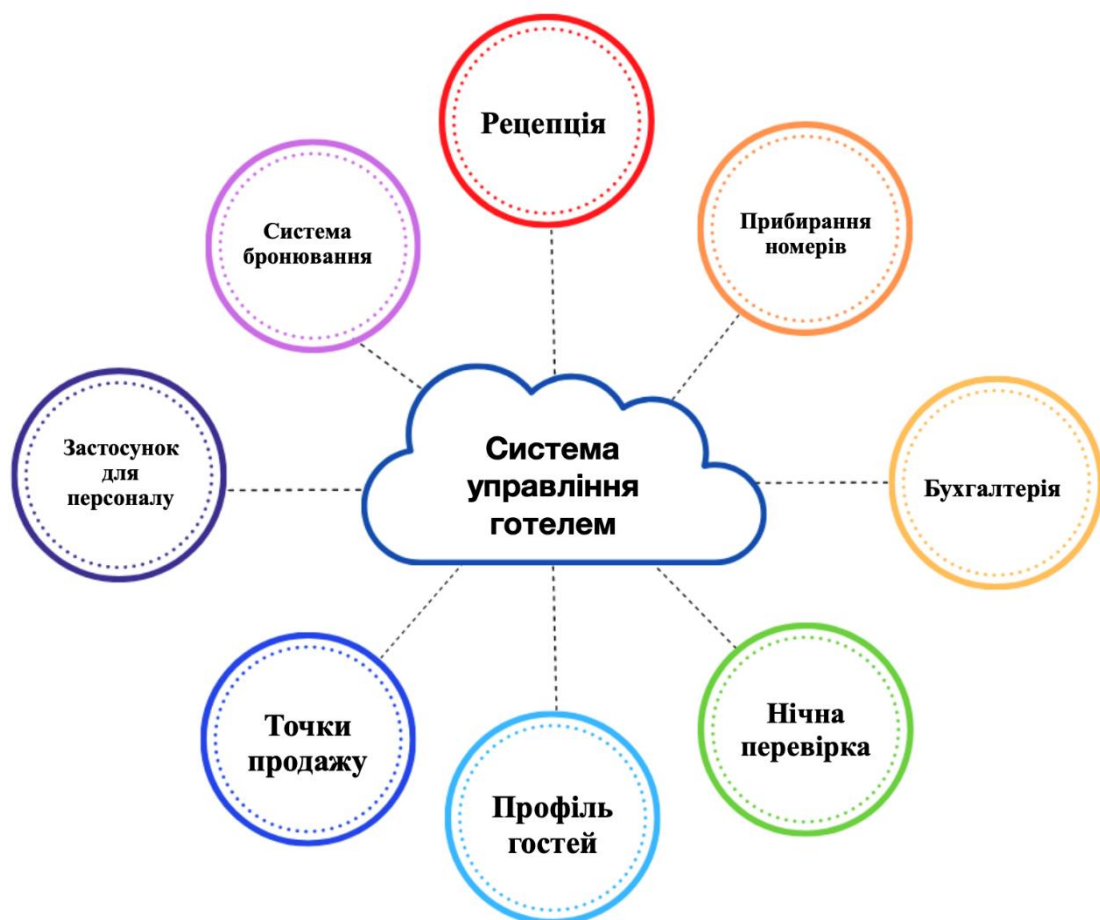 Рецепція
Прибирання
номерів
Система
бронювання
Застосунок
для
персоналу
Система
управління
готелем
Бухгалтерія
Точки
продажу
Профіль
гостей
Нічна
перевірка